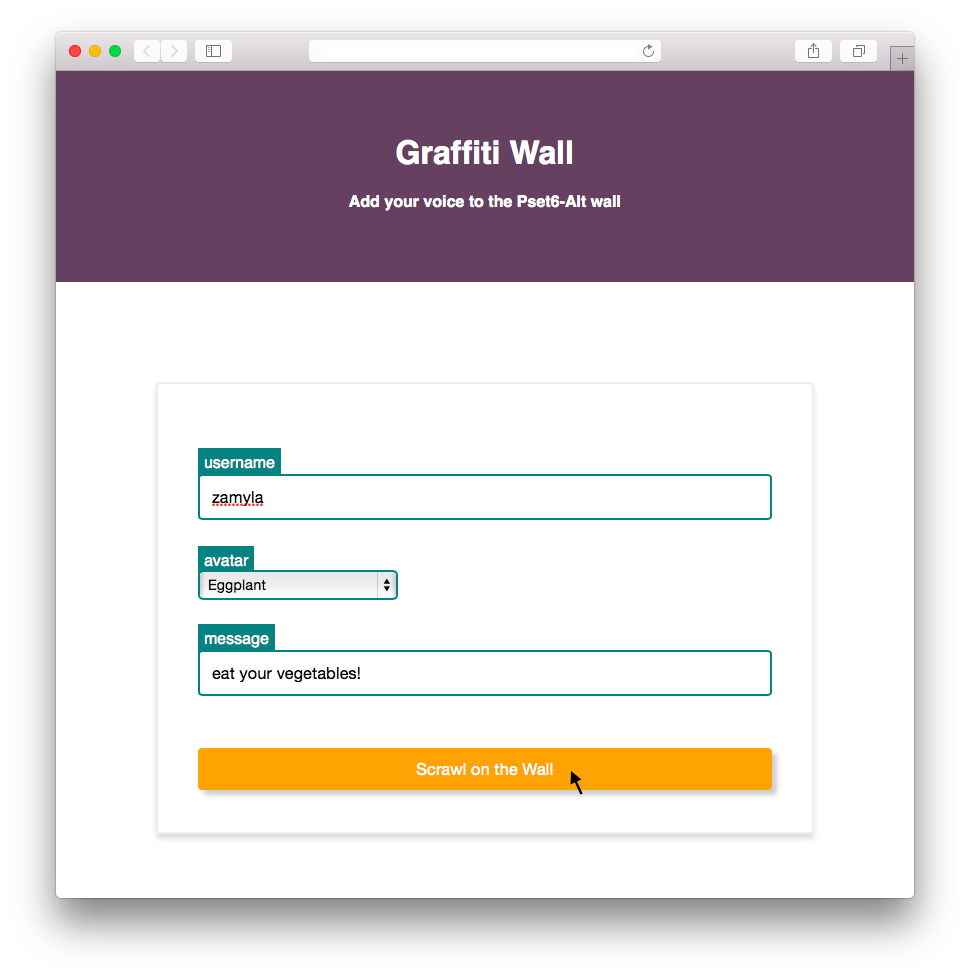 Graffiti Wall
Add your voice to the Pset6-Alt wall
username
zamyla
avatar
Eggplant
message
eat your vegetables!
Scrawl on the Wall